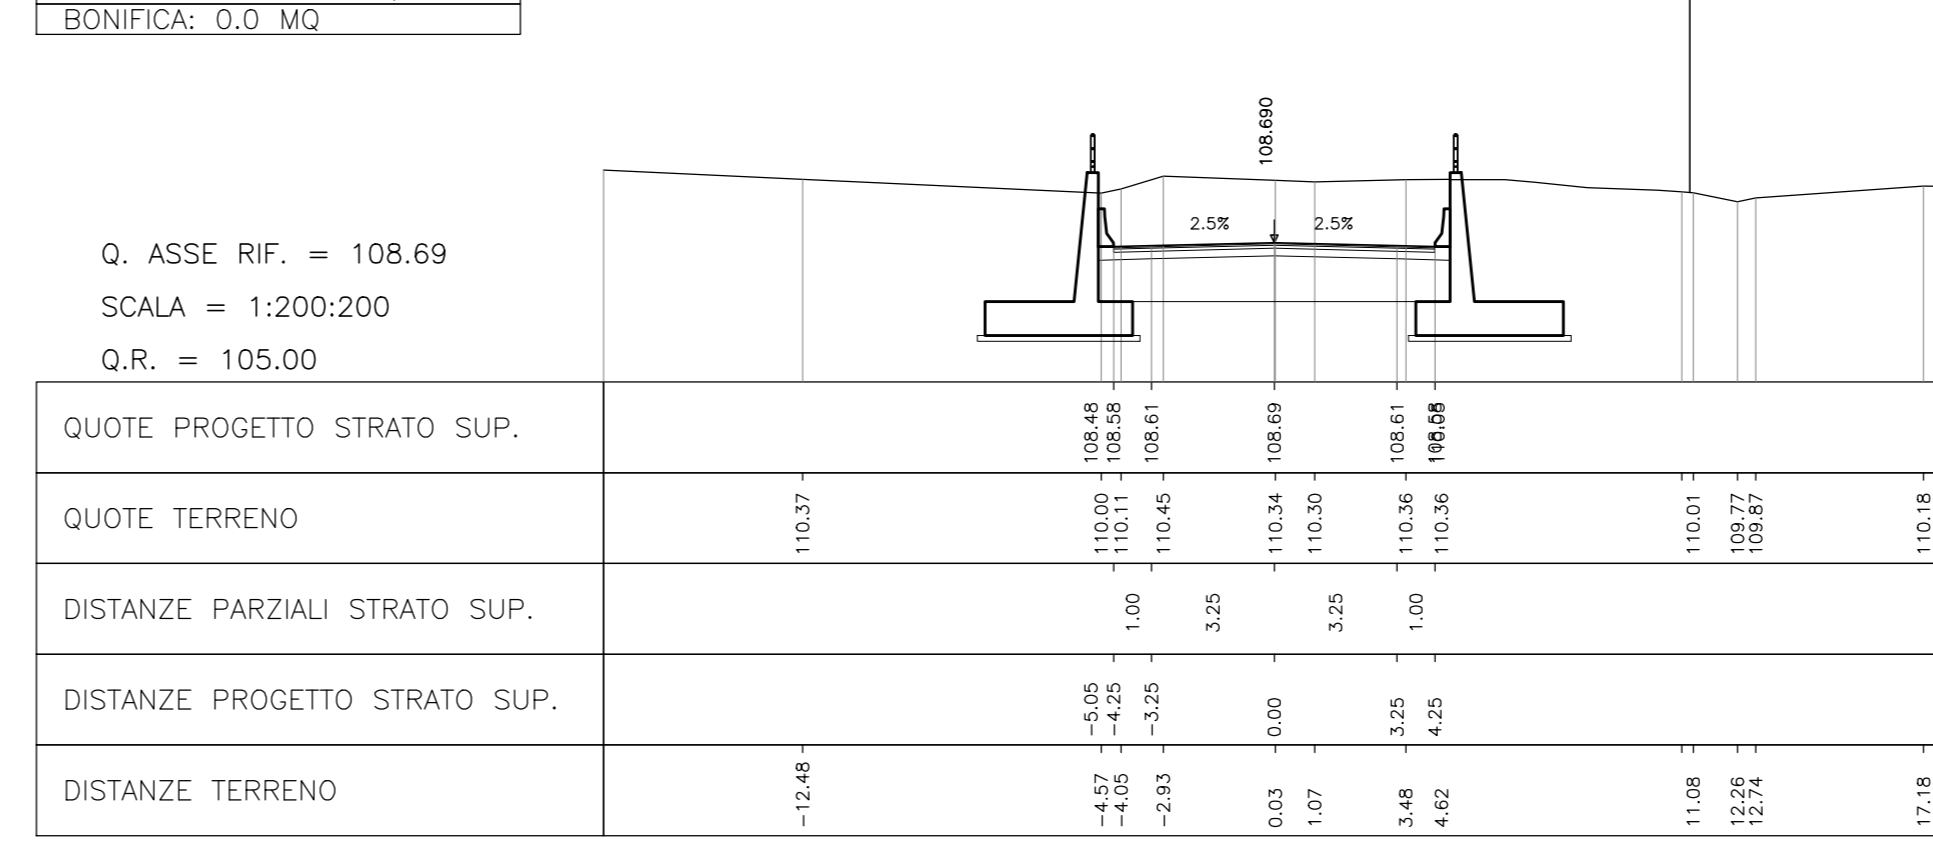 BONIFICA: 0.0 MQ
108.690
2.5% 2.5%
Q. ASSE RIF. = 108.69
SCALA = 1:200:200
Q.R. = 105.00
QUOTE PROGETTO STRATO SUP. 108.48 108.58 108.61 108.69 108.61 108.58
QUOTE TERRENO 110.37 110.00 110.11 110.45 110.34 110.30 110.36 110.36 110.01 109.77 109.87 110.18
DISTANZE PARZIALI STRATO SUP. 1.00 3.25 3.25 1.00
DISTANZE PROGETTO STRATO SUP. -5.05 -4.25 -3.25 0.00 3.25 4.25
DISTANZE TERRENO -12.48 -4.57 -4.05 -2.93 0.03 1.07 3.48 4.62 11.08 12.26 12.74 17.18